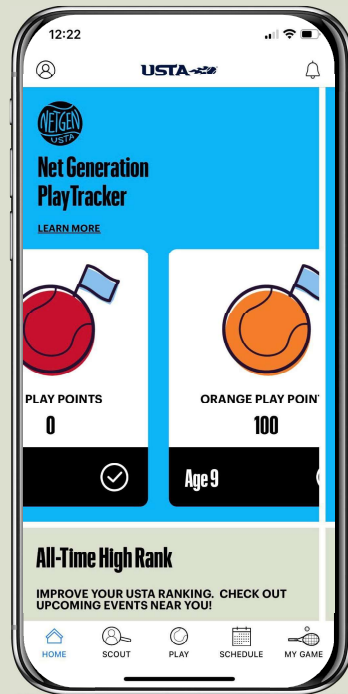 12:22
USTA
NETGEN
USTA
Net Generation
PlayTracker
LEARN MORE
PLAY POINTS
0
ORANGE PLAY POIN
100
Age 9
All-Time High Rank
IMPROVE YOUR USTA RANKING. CHECK OUT
UPCOMING EVENTS NEAR YOU!
HOME
SCOUT
PLAY
SCHEDULE
MY GAME